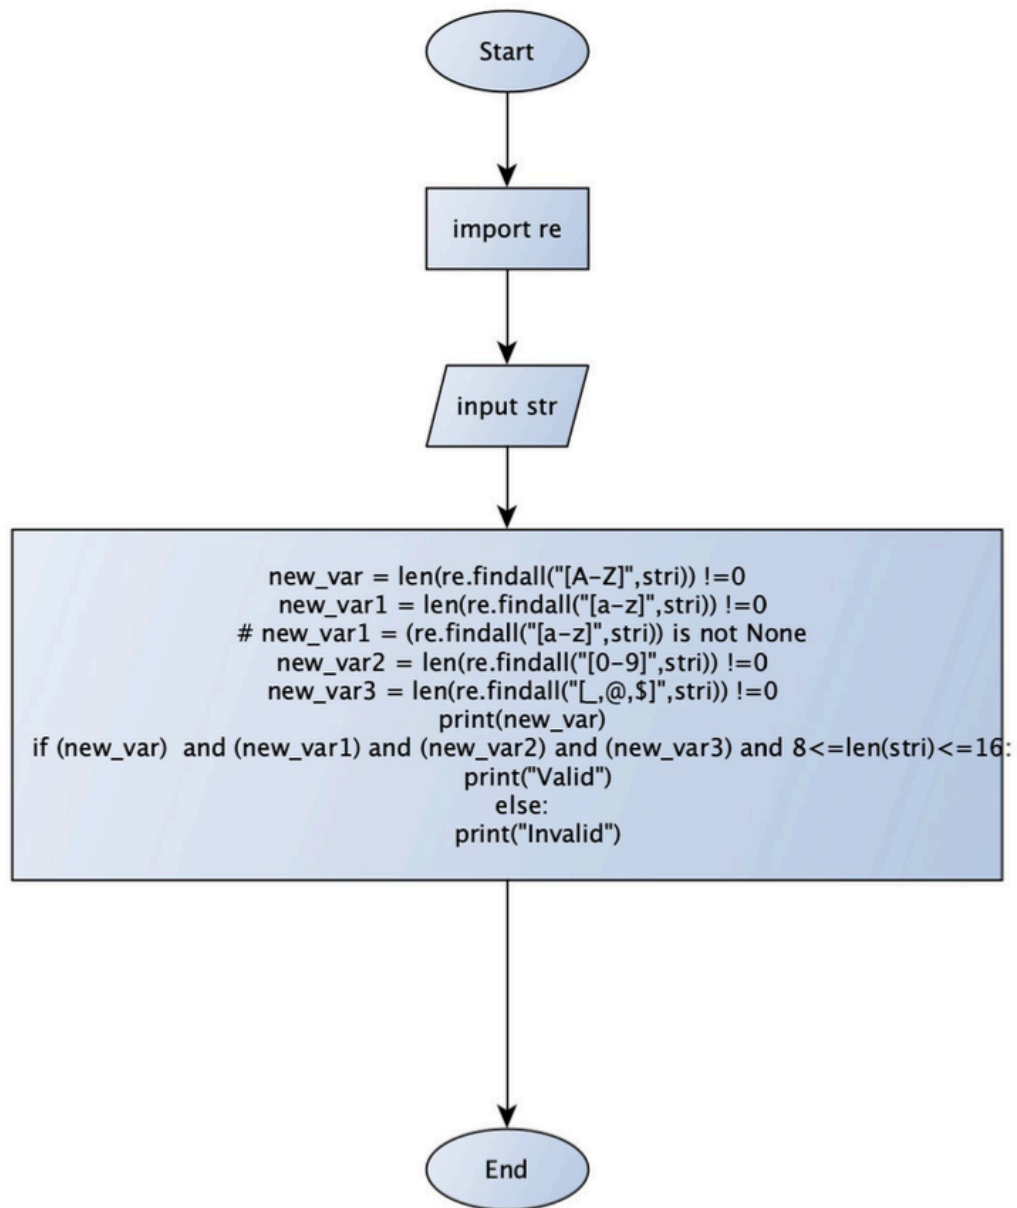 Start
import re
input str
new_var = len(re.findall("[A-Z]",stri)) !=0
new_var1 = len(re.findall("[a-z]",stri)) !=0
# new_var1 = (re.findall("[a-z]",stri)) is not None
new_var2 = len(re.findall("[0-9]",stri)) !=0
new_var3 = len(re.findall("[_,@,$]",stri)) !=0
print(new_var)
if (new_var)  and (new_var1) and (new_var2) and (new_var3) and 8<=len(stri)<=16:
print("Valid")
else:
print("Invalid")
End